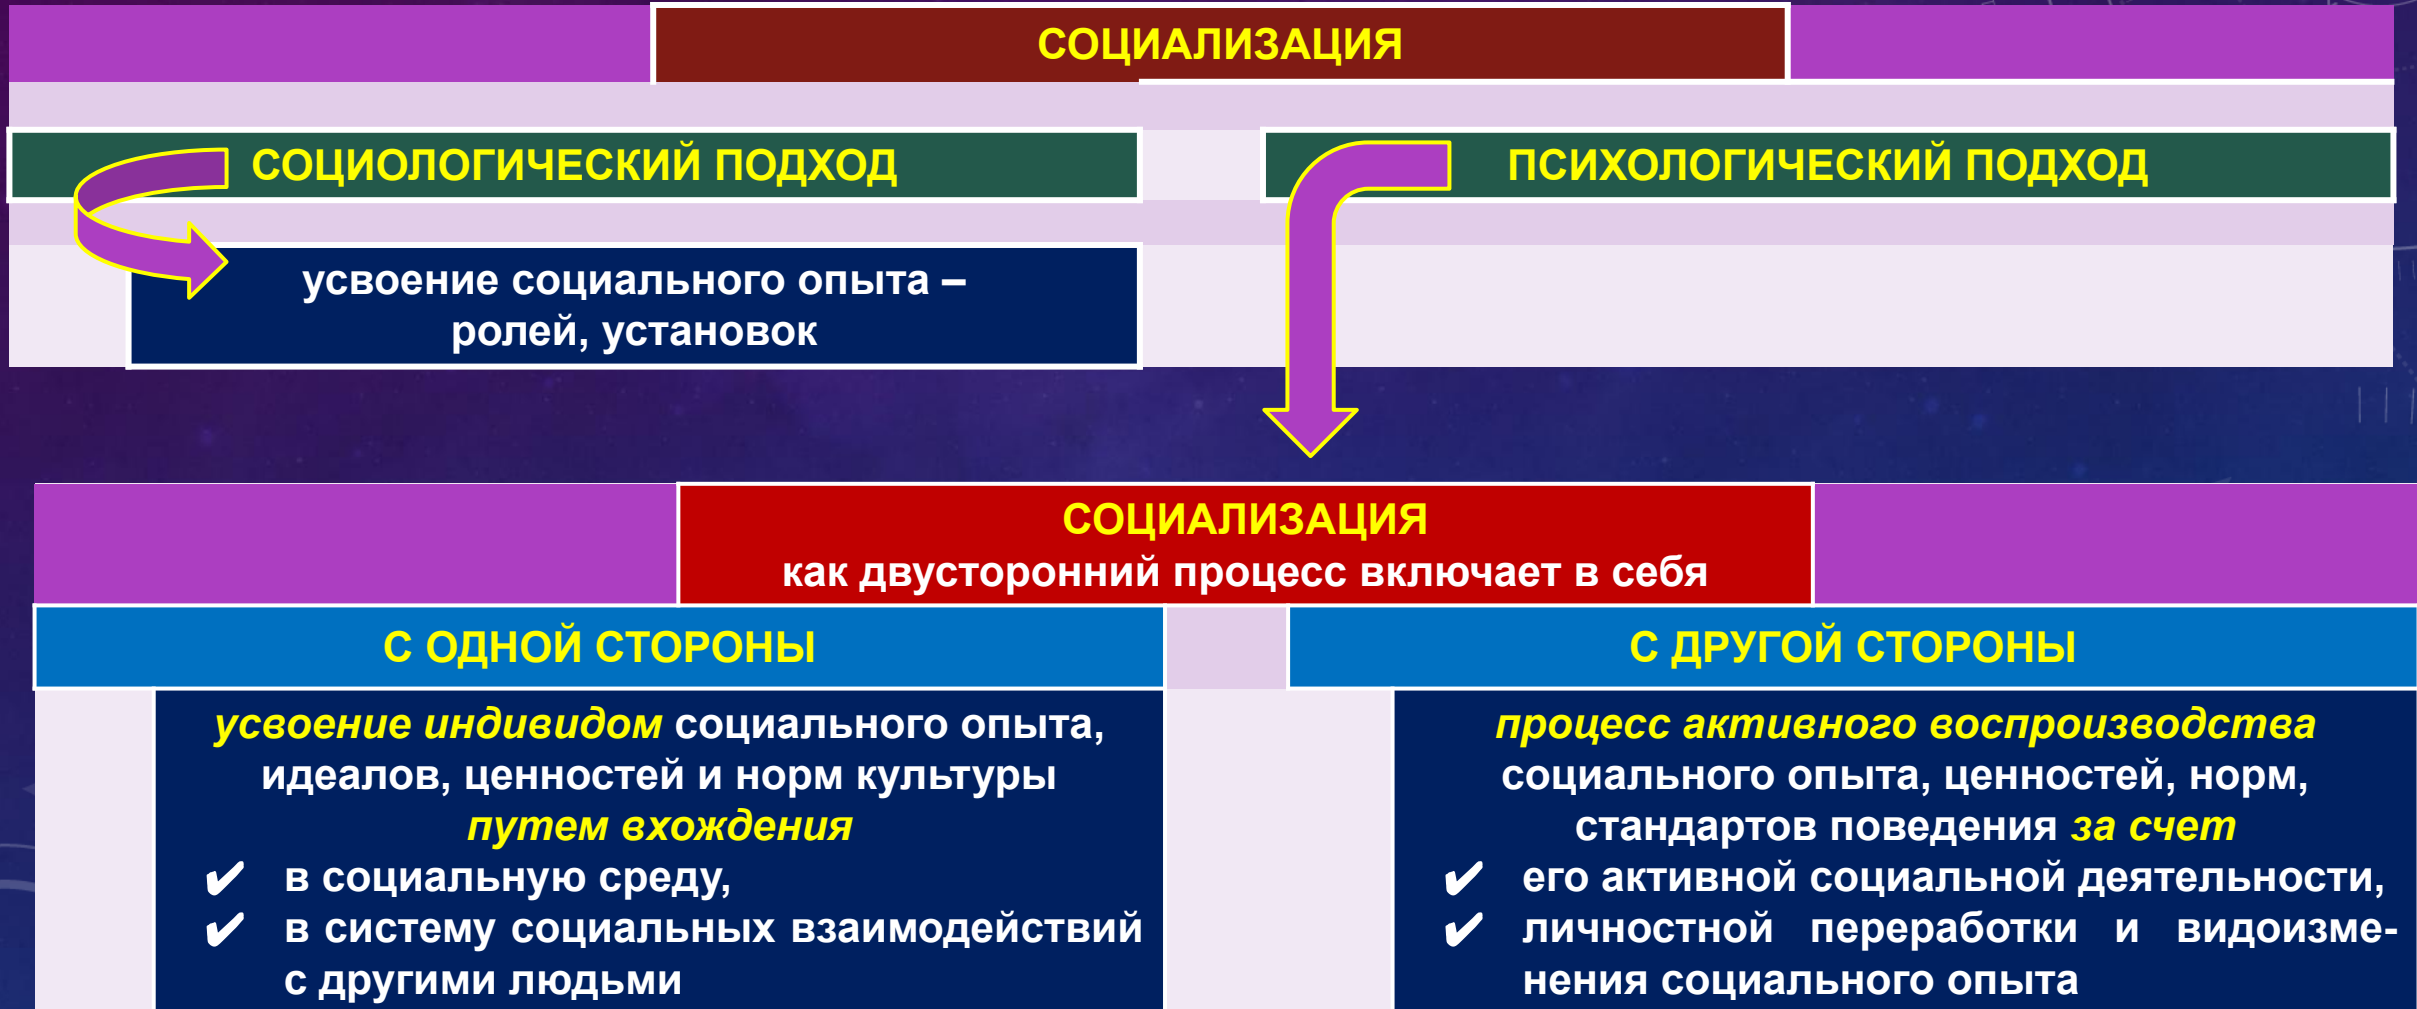 СОЦИАЛИЗАЦИЯ
СОЦИОЛОГИЧЕСКИЙ ПОДХОД
ПСИХОЛОГИЧЕСКИЙ ПОДХОД
усвоение социального опыта –
ролей, установок
СОЦИАЛИЗАЦИЯ
как двусторонний процесс включает в себя
С ОДНОЙ СТОРОНЫ
усвоение индивидом социального опыта,
идеалов, ценностей и норм культуры
путем вхождения
✔ в социальную среду,
✔ в систему социальных взаимодействий
с другими людьми
С ДРУГОЙ СТОРОНЫ
процесс активного воспроизводства
социального опыта, ценностей, норм,
стандартов поведения за счет
✔ его активной социальной деятельности,
✔ личностной переработки и видоизме-
нения социального опыта